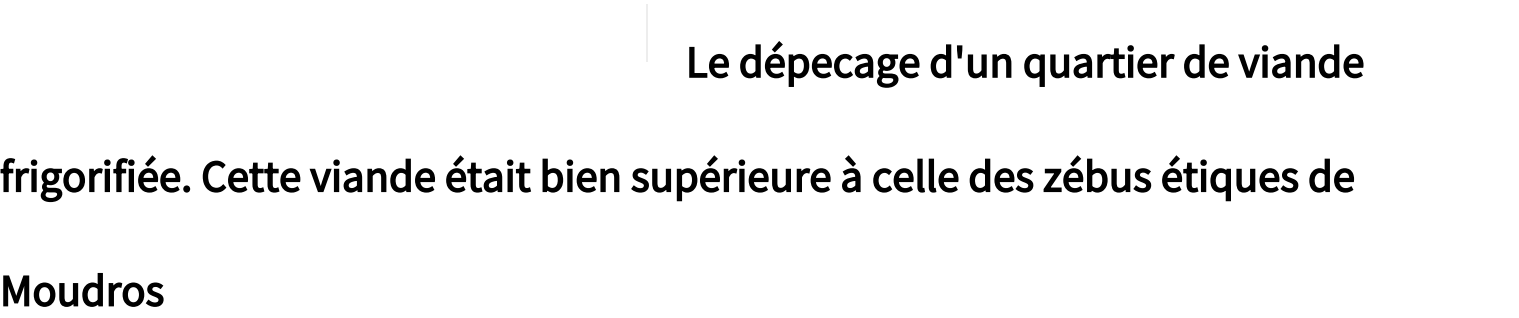 Le dépecage d'un quartier de viande
frigorifiée. Cette viande était bien supérieure à celle des zébus étiques de
Moudros